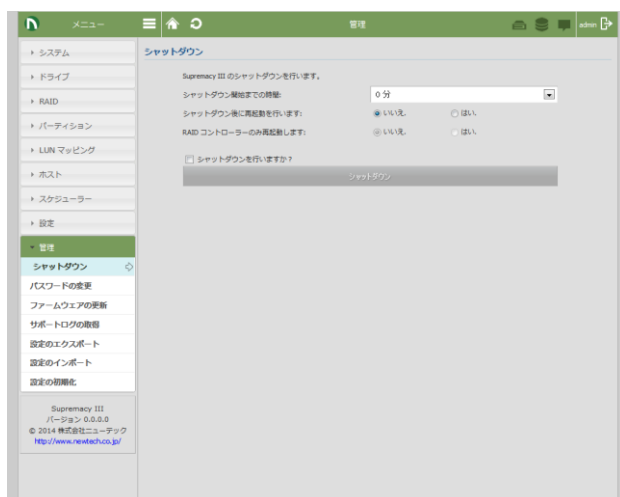 メニュー
管理
admin
システム
ドライブ
RAID
パーティション
LUN マッピング
ホスト
スケジューラー
設定
管理
シャットダウン
パスワードの変更
ファームウェアの更新
サポートログの取得
設定のエクスポート
設定のインポート
設定の初期化
Supremacy III
バージョン 0.0.0.0
© 2014 株式会社ニューテック
http://www.newtech.co.jp/
シャットダウン
Supremacy III のシャットダウンを行います。
シャットダウン開始までの時間: 0 分
シャットダウン後に再起動を行います: いいえ. はい.
RAID コントローラーのみ再起動します: いいえ. はい.
シャットダウンを行いますか?
シャットダウン